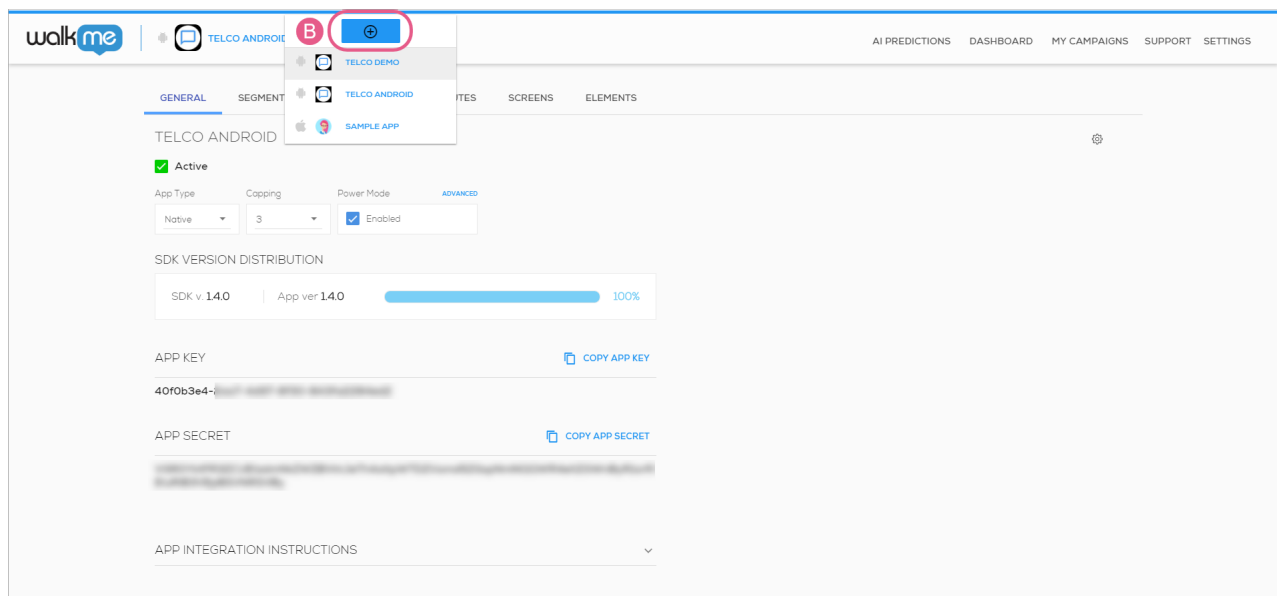 walkme
TELCO ANDROID
B
AI PREDICTIONS DASHBOARD MY CAMPAIGNS SUPPORT SETTINGS
TELCO DEMO
TELCO ANDROID
SAMPLE APP
GENERAL SCREENS ELEMENTS
TELCO ANDROID
Active
App Type Capping Power Mode ADVANCED
Native 3 Enabled
SDK VERSION DISTRIBUTION
SDK v. 1.4.0 App ver 1.4.0 100%
APP KEY COPY APP KEY
40f0b3e4-
APP SECRET COPY APP SECRET
APP INTEGRATION INSTRUCTIONS